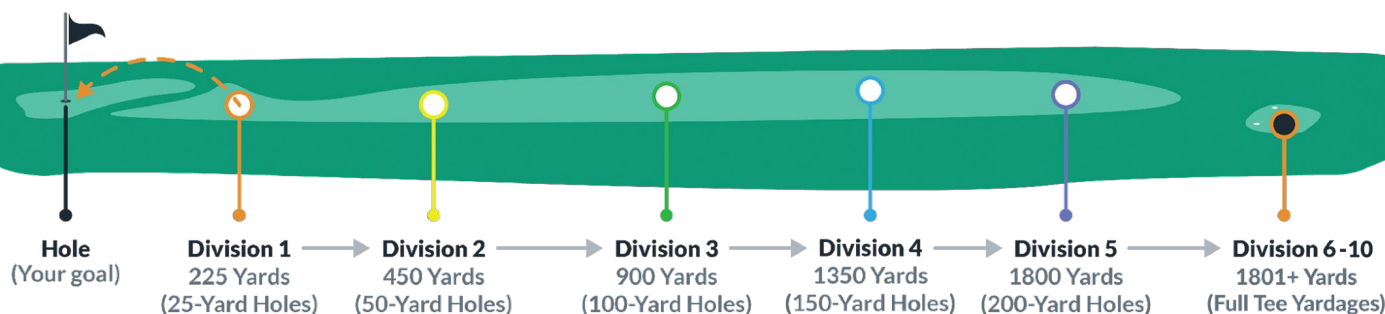 Hole
(Your goal)
Division 1
225 Yards
(25-Yard Holes)
Division 2
450 Yards
(50-Yard Holes)
Division 3
900 Yards
(100-Yard Holes)
Division 4
1350 Yards
(150-Yard Holes)
Division 5
1800 Yards
(200-Yard Holes)
Division 6-10
1801+ Yards
(Full Tee Yardages)